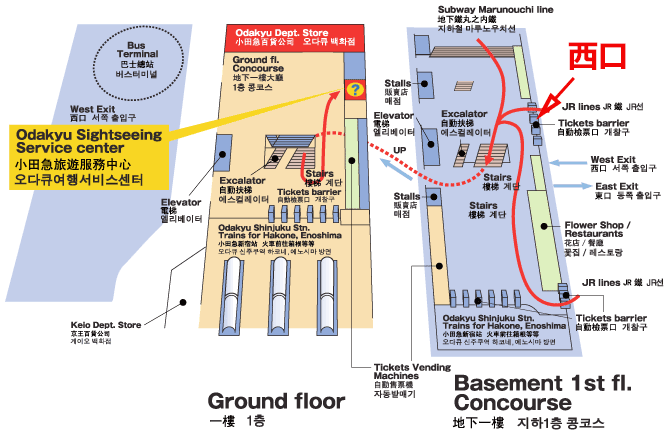 Bus
Terminal
巴士總站
버스터미널
West Exit
西口 서쪽 출입구
Odakyu Sightseeing
Service center
小田急旅遊服務中心
오다큐여행서비스센터
Elevator
電梯
엘리베이터
Keio Dept. Store
京王百貨公司
게이오 백화점
Odakyu Dept. Store
小田急百貨公司 오다큐 백화점
Ground fl.
Concourse
地下一樓大廳
1층 콩코스
?
Excalator
自動扶梯
에스컬레이터
Stairs
樓梯 계단
Tickets barrier
自動檢票口 개찰구
Odakyu Shinjuku Stn.
Trains for Hakone, Enoshima
小田急新宿站 火車前往箱根等等
오다큐 신주쿠역 하코네, 에노시마 방면
Ground floor
一樓 1층
Subway Marunouchi line
地下鐵丸之内鐵
지하철 마루노우치선
Stalls
販賣店
매점
Elevator
電梯
엘리베이터
Excalator
自動扶梯
에스컬레이터
UP
Stairs
樓梯 계단
Stairs
樓梯 계단
Stalls
販賣店
매점
西口
JR lines JR 鐵 JR선
Tickets barrier
自動檢票口 개찰구
West Exit
西口 서쪽 출입구
East Exit
東口 동쪽 출입구
Flower Shop /
Restaurants
花店 / 餐廳
꽃집 / 레스토랑
JR lines JR 鐵 JR선
Tickets barrier
自動檢票口 개찰구
Odakyu Shinjuku Stn.
Trains for Hakone, Enoshima
小田急新宿站 火車前往箱根等等
오다큐 신주쿠역 하코네, 에노시마 방면
Tickets Vending
Machines
自動售票機
자동발매기
Basement 1st fl.
Concourse
地下一樓 지하1층 콩코스